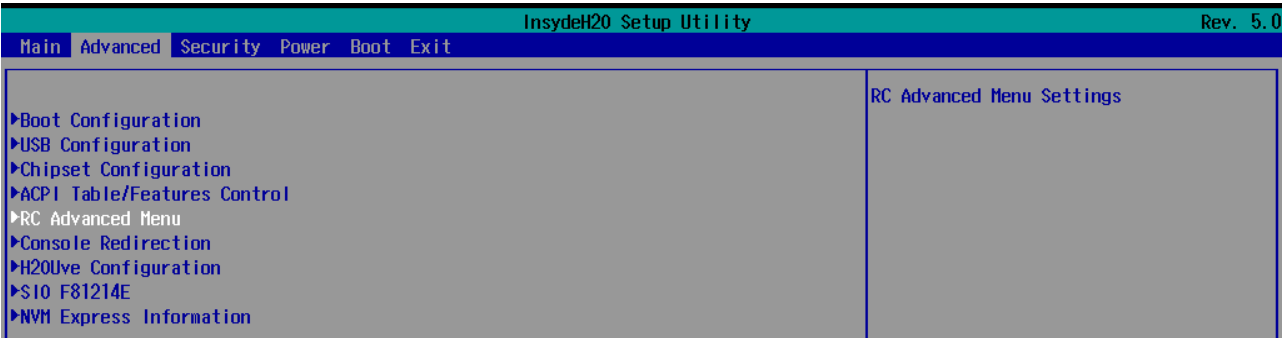 InsydeH20 Setup Utility Rev. 5.0
Main Advanced Security Power Boot Exit
RC Advanced Menu Settings
▶Boot Configuration
▶USB Configuration
▶Chipset Configuration
▶ACPI Table/Features Control
▶RC Advanced Menu
▶Console Redirection
▶H2OUve Configuration
▶SIO F81214E
▶NVM Express Information